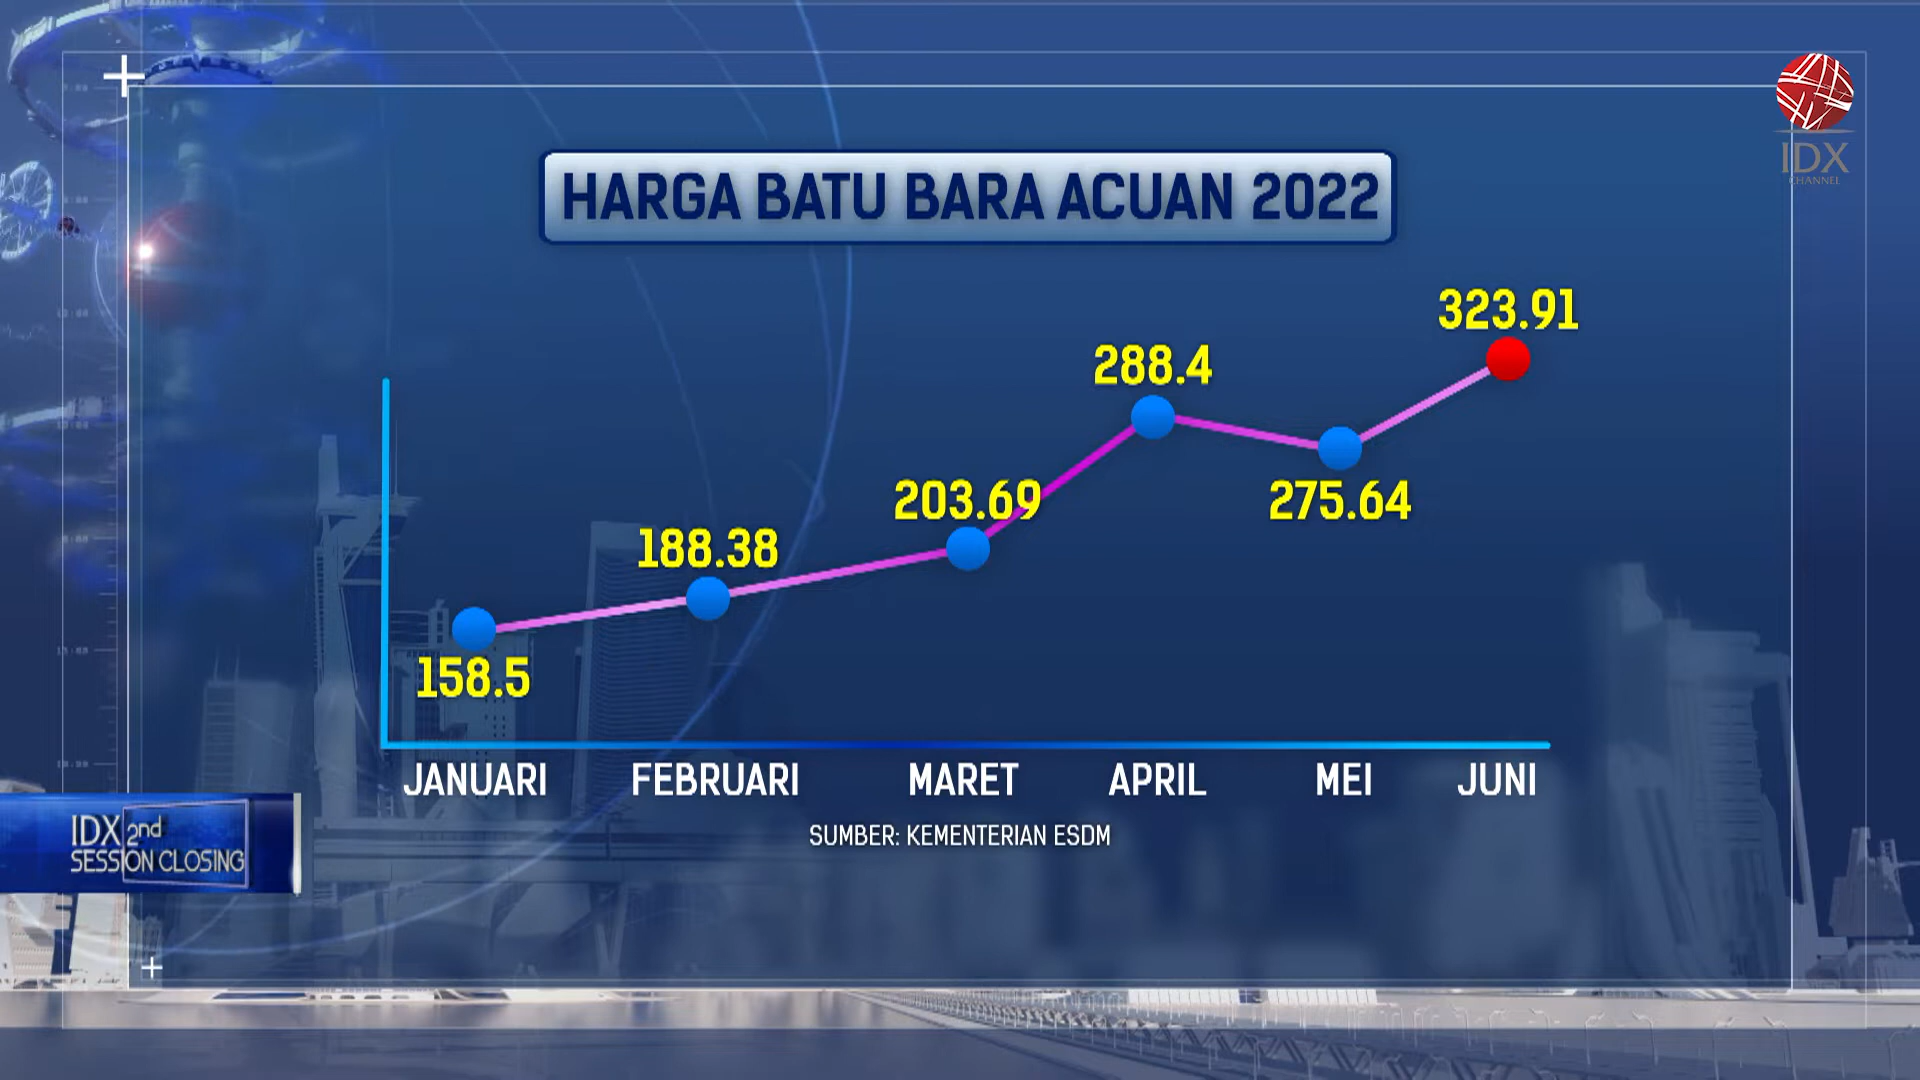 IDX
CHANNEL
HARGA BATU BARA ACUAN 2022
323.91
288.4
203.69
275.64
188.38
158.5
JANUARI FEBRUARI MARET APRIL MEI JUNI
SUMBER: KEMENTERIAN ESDM
IDX 2nd
SESSION CLOSING